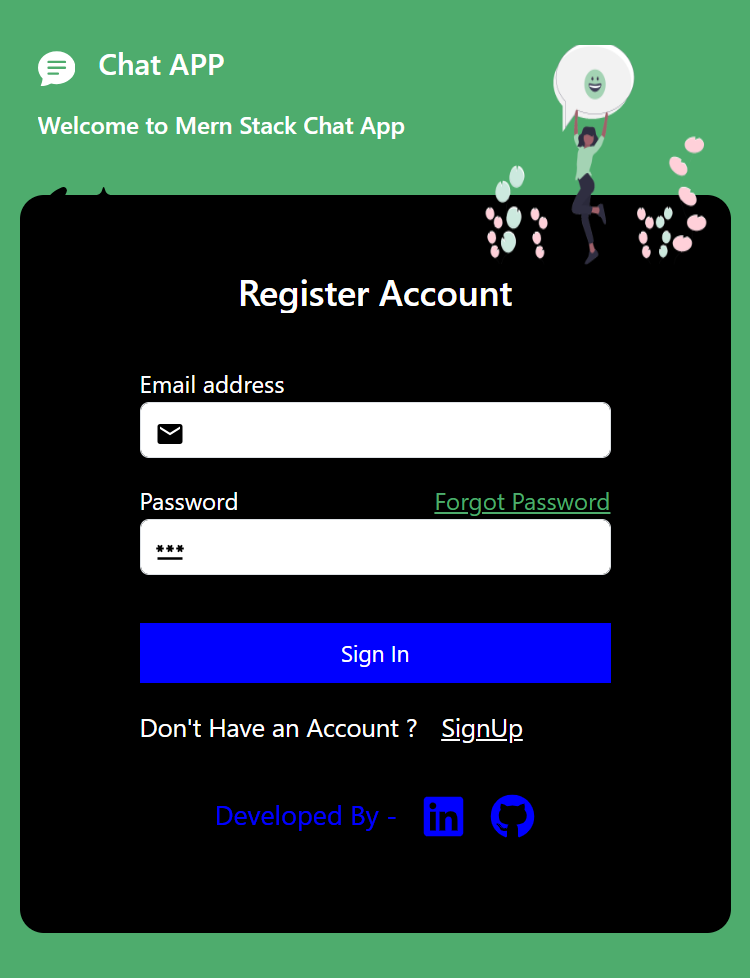 Chat APP
Welcome to Mern Stack Chat App
Register Account
Email address
Password Forgot Password
Sign In
Don't Have an Account ? SignUp
Developed By -